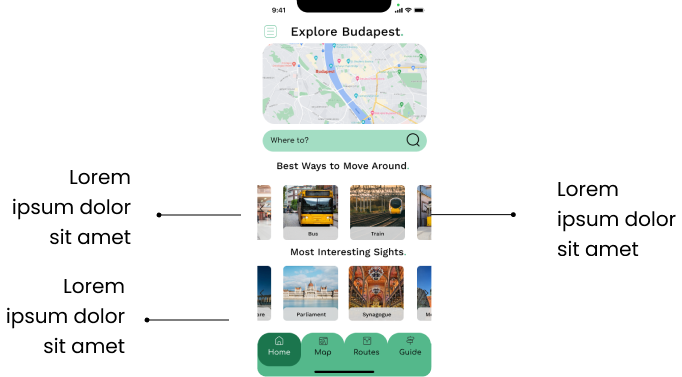 9:41
Explore Budapest.
Budapest
Where to?
Best Ways to Move Around.
Bus
Train
Most Interesting Sights.
Parliament
Synagogue
Home
Map
Routes
Guide
Lorem
ipsum dolor
sit amet
Lorem
ipsum dolor
sit amet
Lorem
ipsum dolor
sit amet